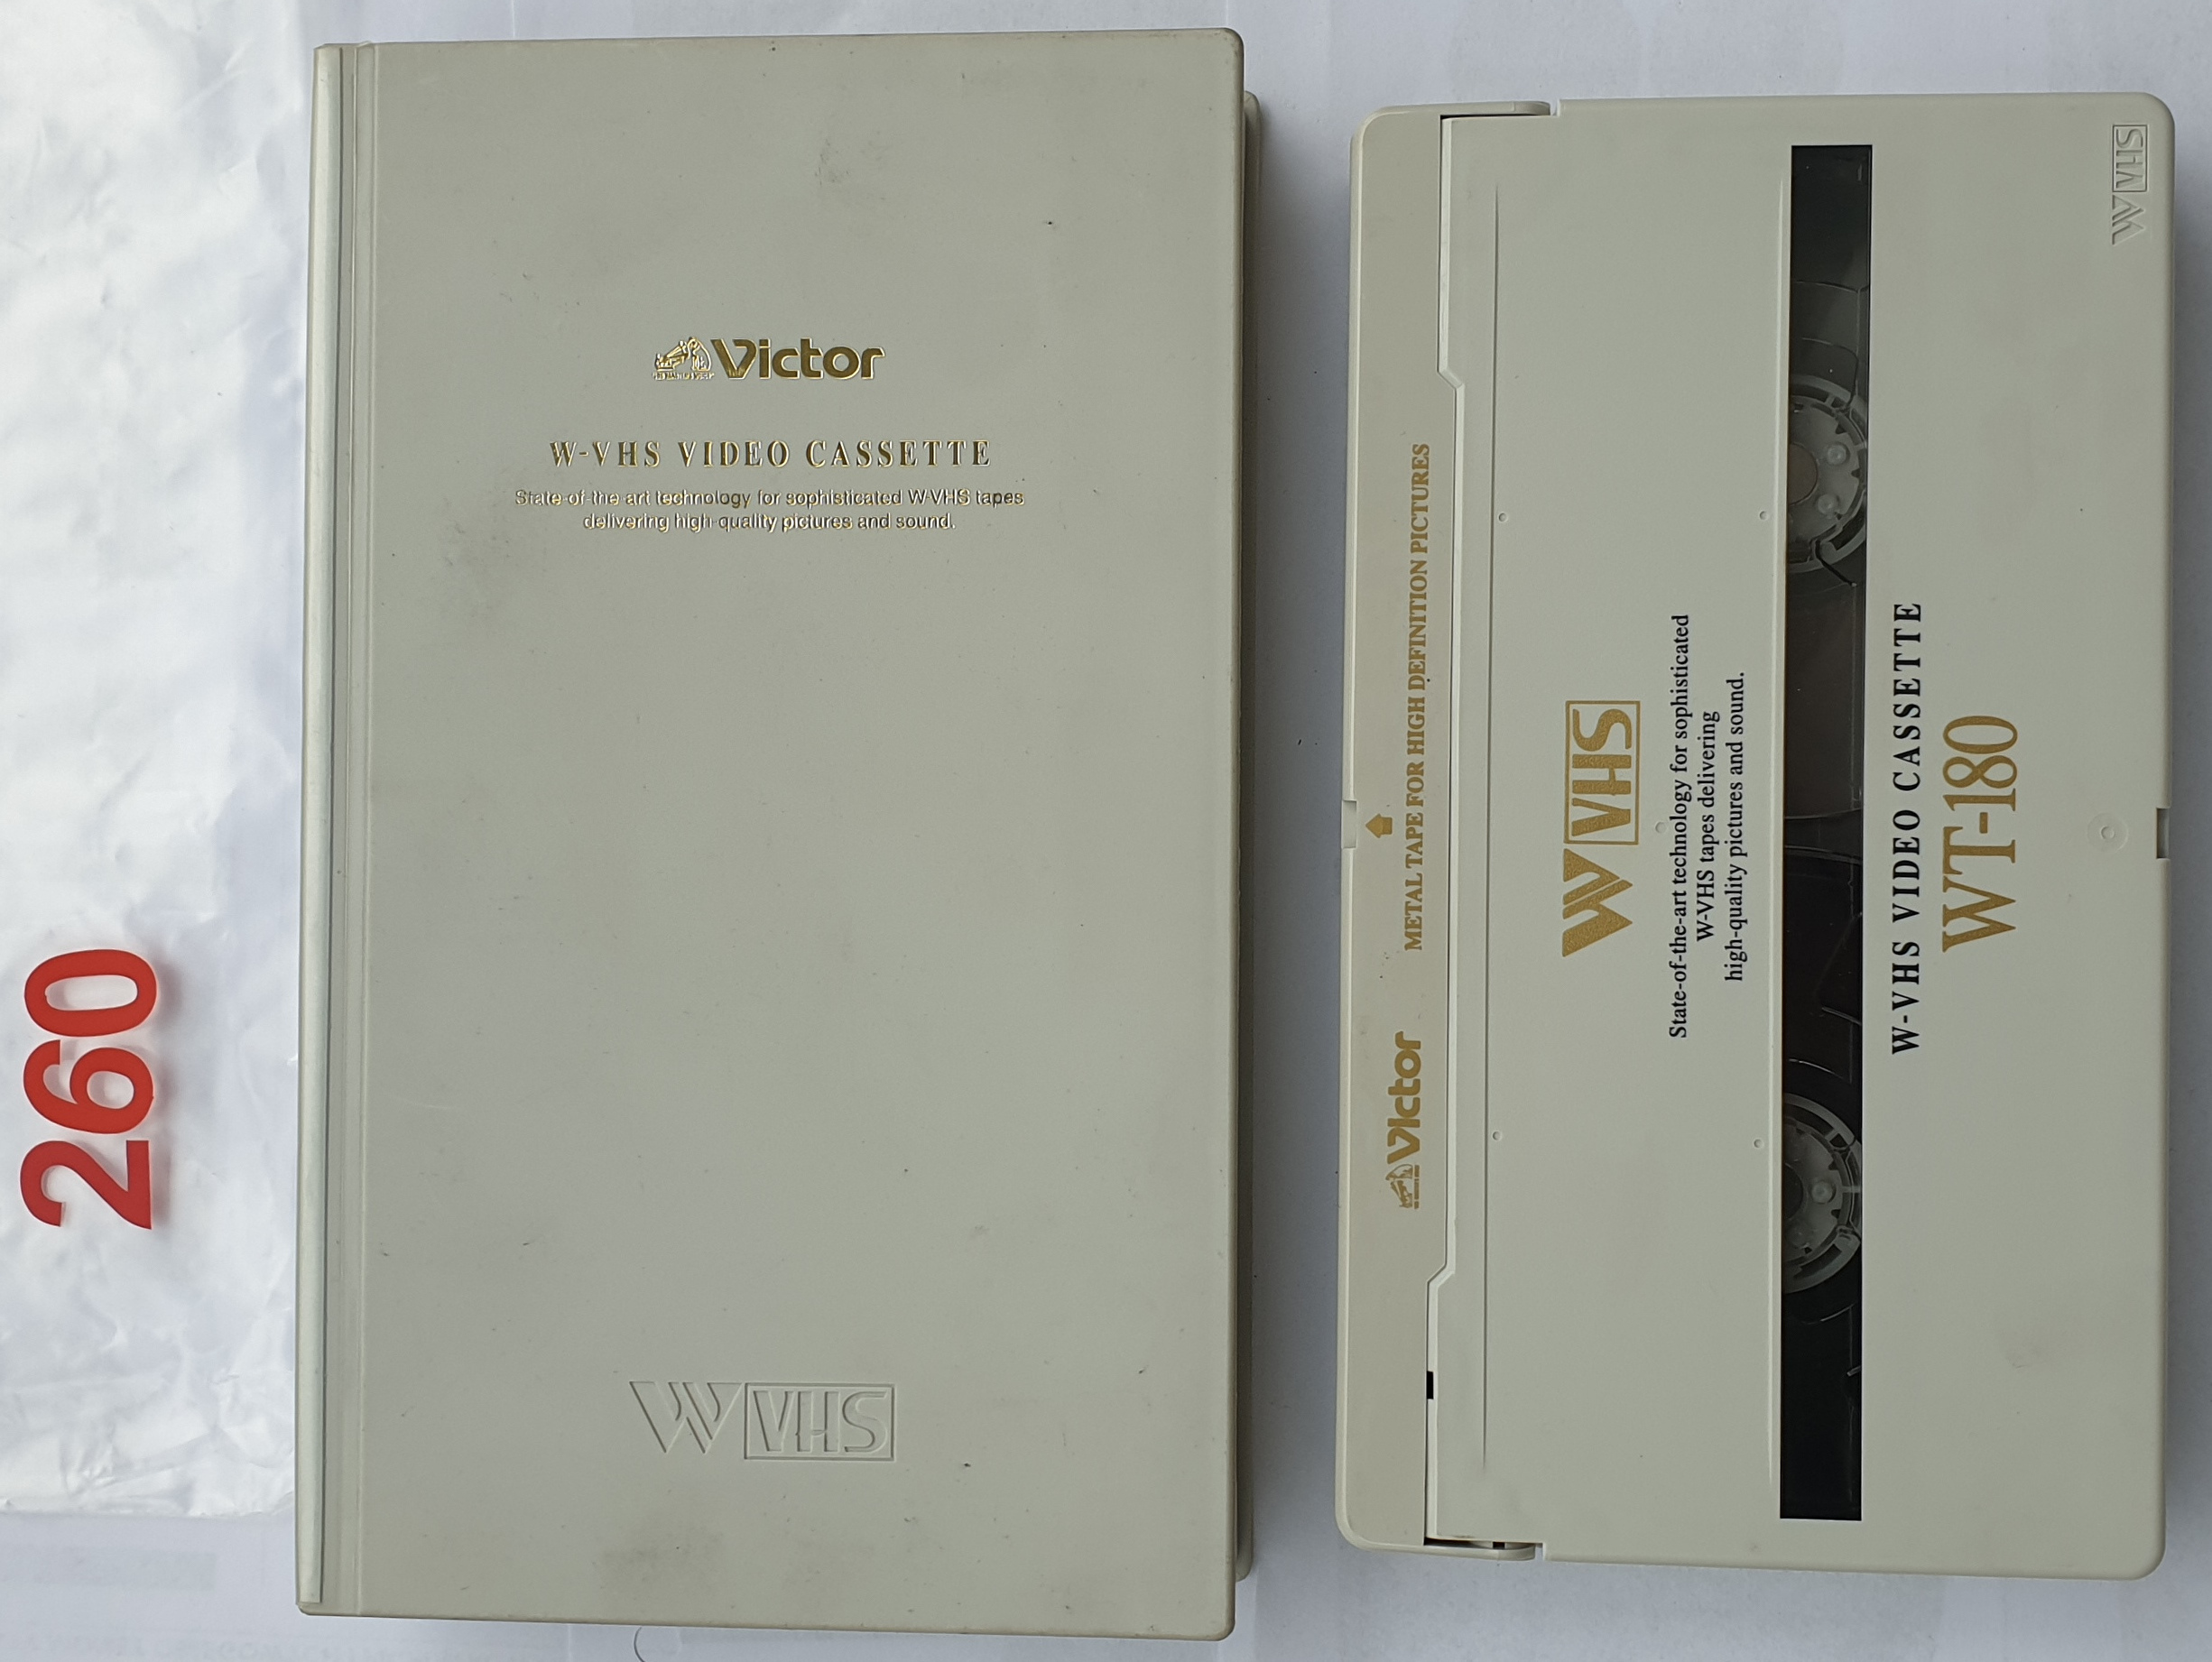 260
Victor
W-VHS VIDEO CASSETTE
State-of-the-art technology for sophisticated W-VHS tapes
delivering high-quality pictures and sound.
W VHS
Victor METAL TAPE FOR HIGH DEFINITION PICTURES
W VHS
State-of-the-art technology for sophisticated
W-VHS tapes delivering
high-quality pictures and sound.
W-VHS VIDEO CASSETTE
WT-180
W VHS